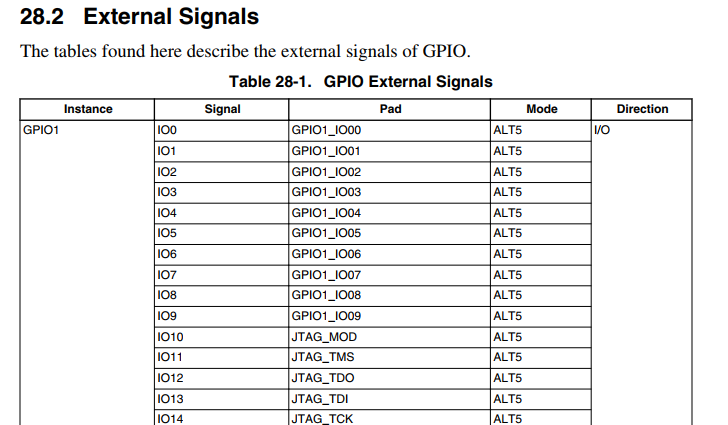 28.2 External Signals
The tables found here describe the external signals of GPIO.
Table 28-1. GPIO External Signals
Instance Signal Pad Mode Direction
GPIO1 IO0 GPIO1_IO00 ALT5 I/O
IO1 GPIO1_IO01 ALT5
IO2 GPIO1_IO02 ALT5
IO3 GPIO1_IO03 ALT5
IO4 GPIO1_IO04 ALT5
IO5 GPIO1_IO05 ALT5
IO6 GPIO1_IO06 ALT5
IO7 GPIO1_IO07 ALT5
IO8 GPIO1_IO08 ALT5
IO9 GPIO1_IO09 ALT5
IO10 JTAG_MOD ALT5
IO11 JTAG_TMS ALT5
IO12 JTAG_TDO ALT5
IO13 JTAG_TDI ALT5
IO14 JTAG_TCK ALT5